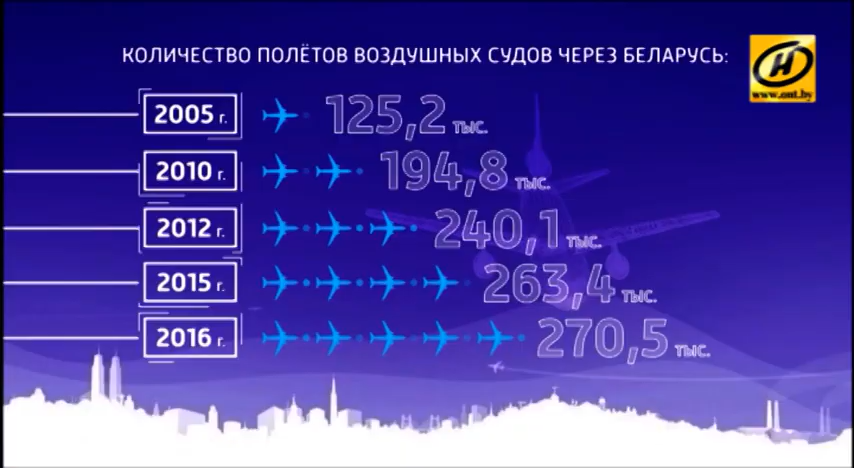 КОЛИЧЕСТВО ПОЛЁТОВ ВОЗДУШНЫХ СУДОВ ЧЕРЕЗ БЕЛАРУСЬ:
www.ont.by
2005 г. 125,2 тыс.
2010 г. 194,8 тыс.
2012 г. 240,1 тыс.
2015 г. 263,4 тыс.
2016 г. 270,5 тыс.